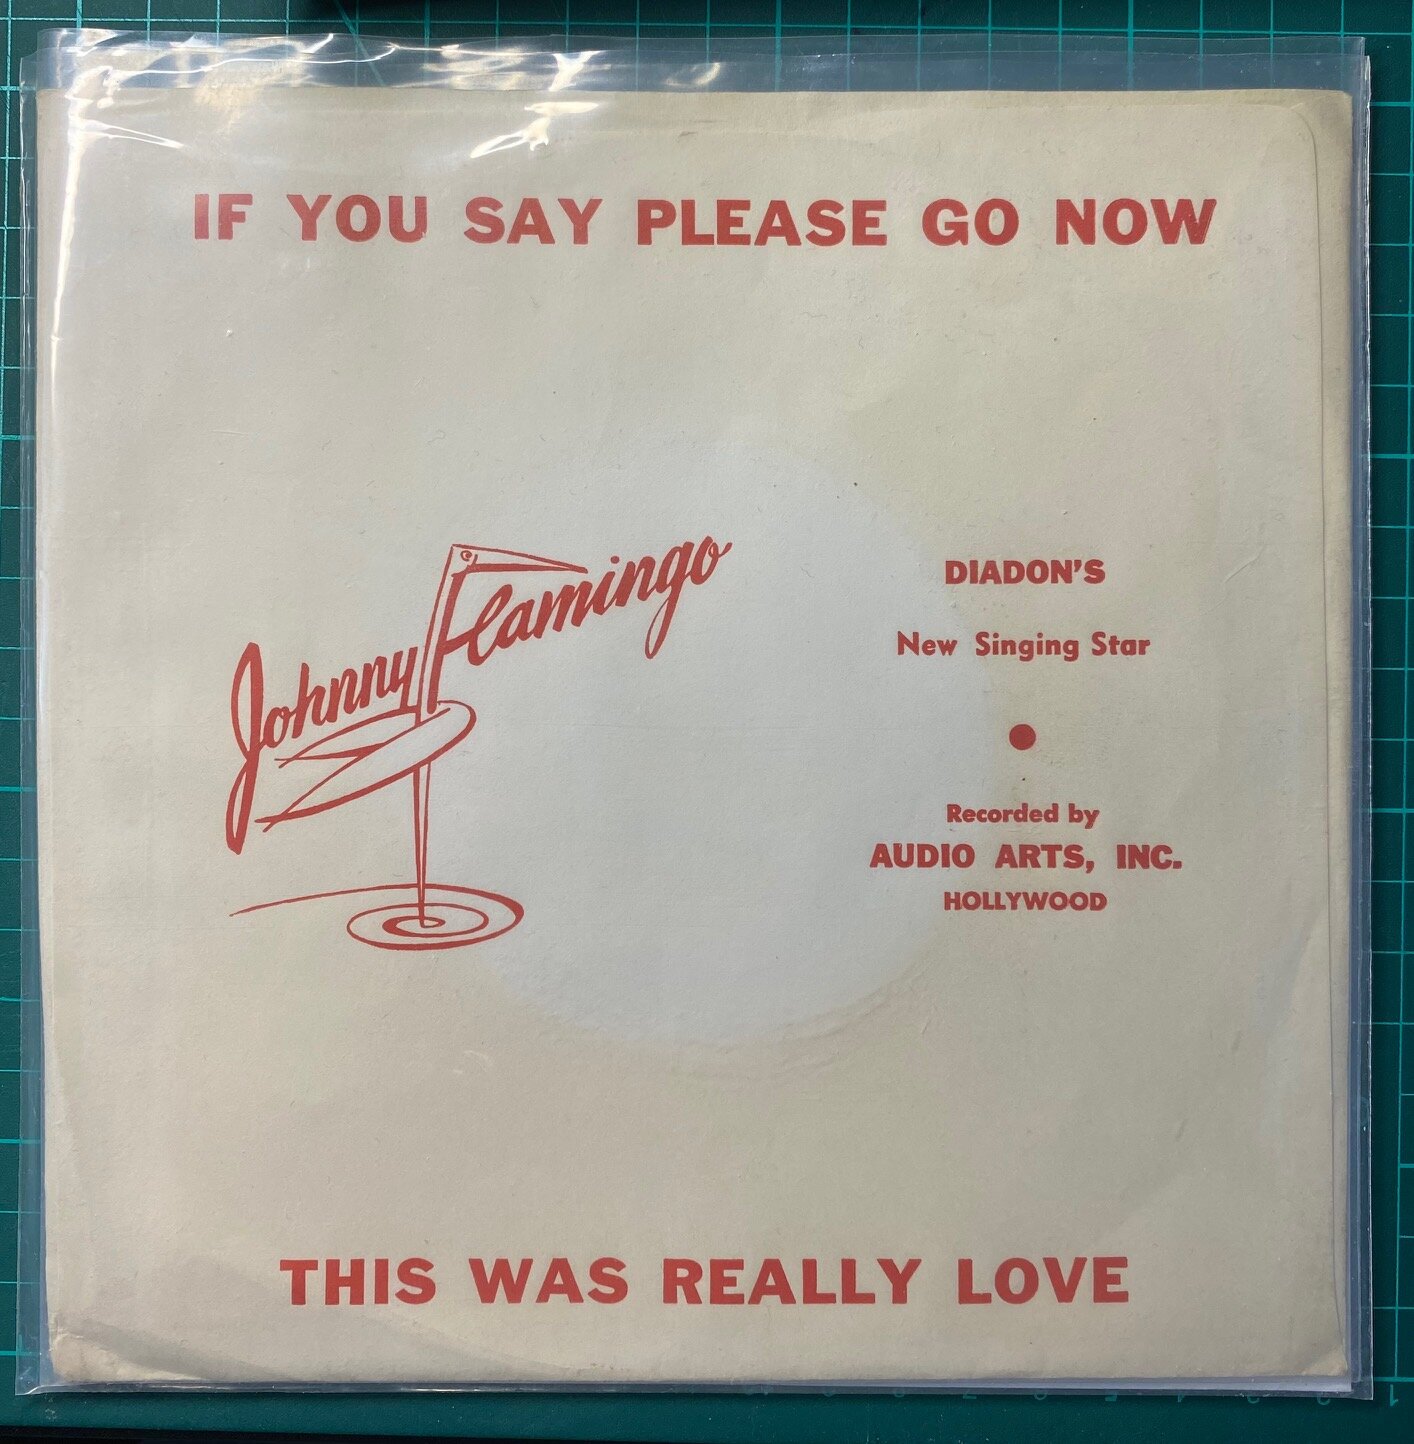 IF YOU SAY PLEASE GO NOW
Johnny Flamingo
DIADON'S
New Singing Star
Recorded by
AUDIO ARTS, INC.
HOLLYWOOD
THIS WAS REALLY LOVE